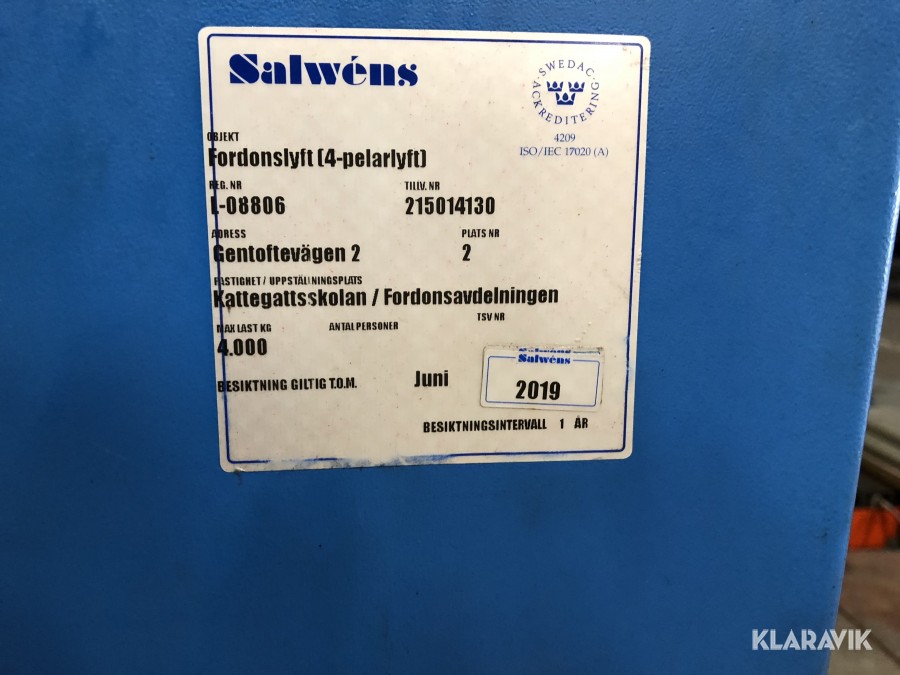 Salwéns
SWEDAC
ACKREDITERING
4209
ISO/IEC 17020 (A)
OBJEKT
Fordonslyft (4-pelarlyft)
REG. NR TILLV. NR
L-08806 215014130
ADRESS PLATS NR
Gentoftevägen 2 2
FASTIGHET / UPPSTÄLLNINGSPLATS
Kattegattsskolan / Fordonsavdelningen
MAX LAST KG ANTAL PERSONER TSV NR
4.000
Salwéns
BESIKTNING GILTIG T.O.M. Juni 2019
BESIKTNINGSINTERVALL 1 ÅR
KLARAVIK